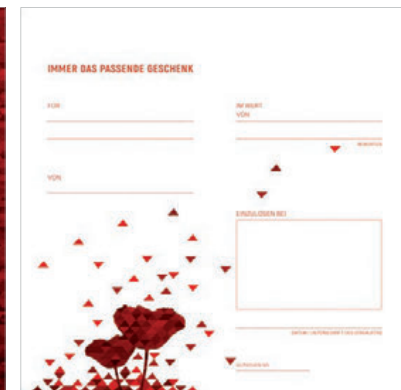 IMMER DAS PASSENDE GESCHENK
FÜR
IM WERT
VON
VON
EINZULÖSEN BEI